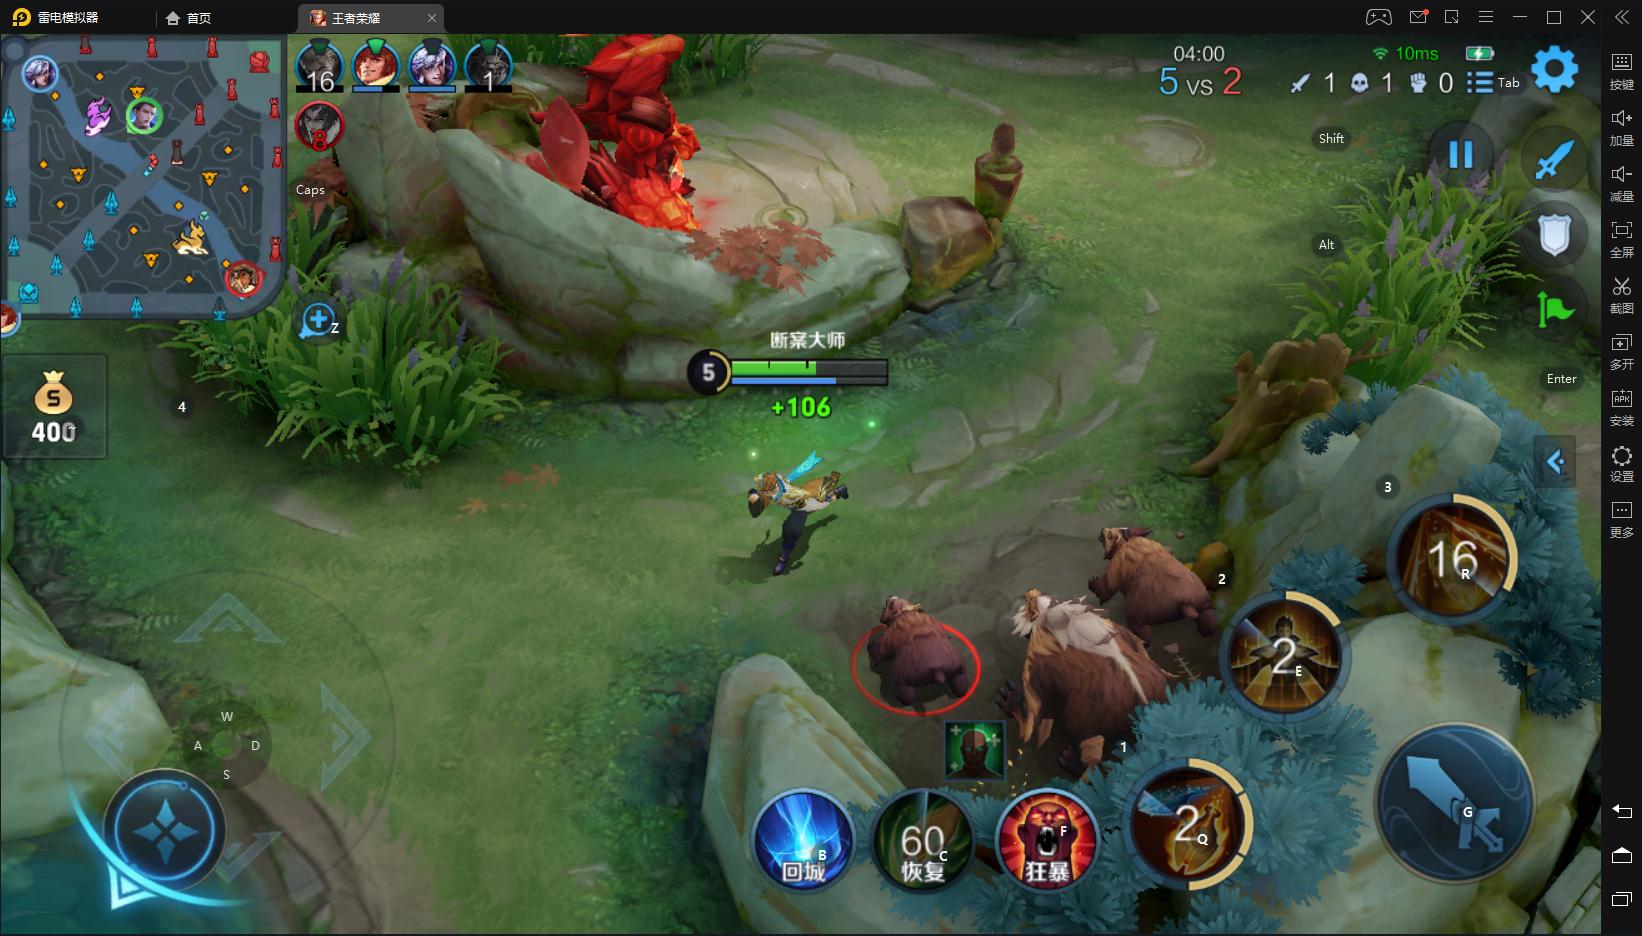 雷电模拟器
首页
王者荣耀
16
1
8
04:00
5 vs 2
10ms
1
1
0
Tab
Shift
Caps
Alt
Z
S
400
4
断案大师
5
+106
Enter
3
16
R
2
2
E
1
W
A
D
S
G
2
Q
B
回城
60
C
恢复
F
狂暴
按键
加量
减量
全屏
截图
多开
APK
安装
设置
更多